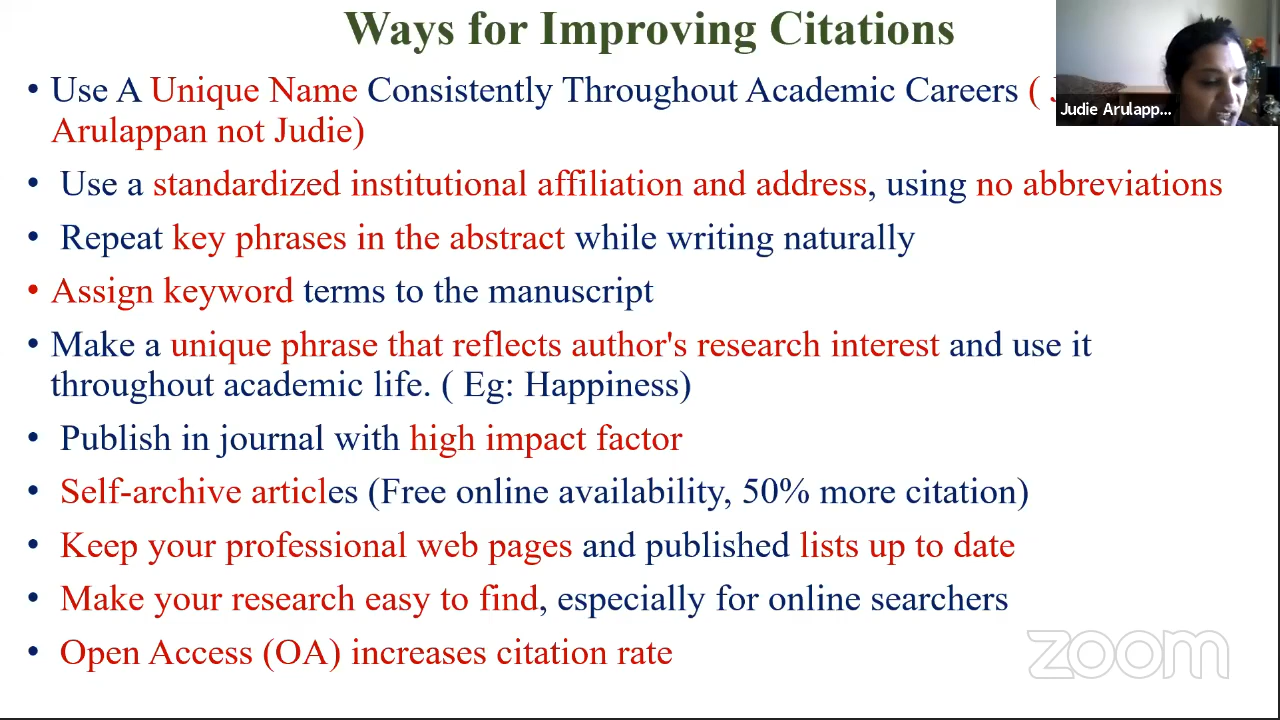 Ways for Improving Citations
Judie Arulapp...
• Use A Unique Name Consistently Throughout Academic Careers (
Arulappan not Judie)
• Use a standardized institutional affiliation and address, using no abbreviations
• Repeat key phrases in the abstract while writing naturally
• Assign keyword terms to the manuscript
• Make a unique phrase that reflects author's research interest and use it
throughout academic life. ( Eg: Happiness)
• Publish in journal with high impact factor
• Self-archive articles (Free online availability, 50% more citation)
• Keep your professional web pages and published lists up to date
• Make your research easy to find, especially for online searchers
• Open Access (OA) increases citation rate
zoom